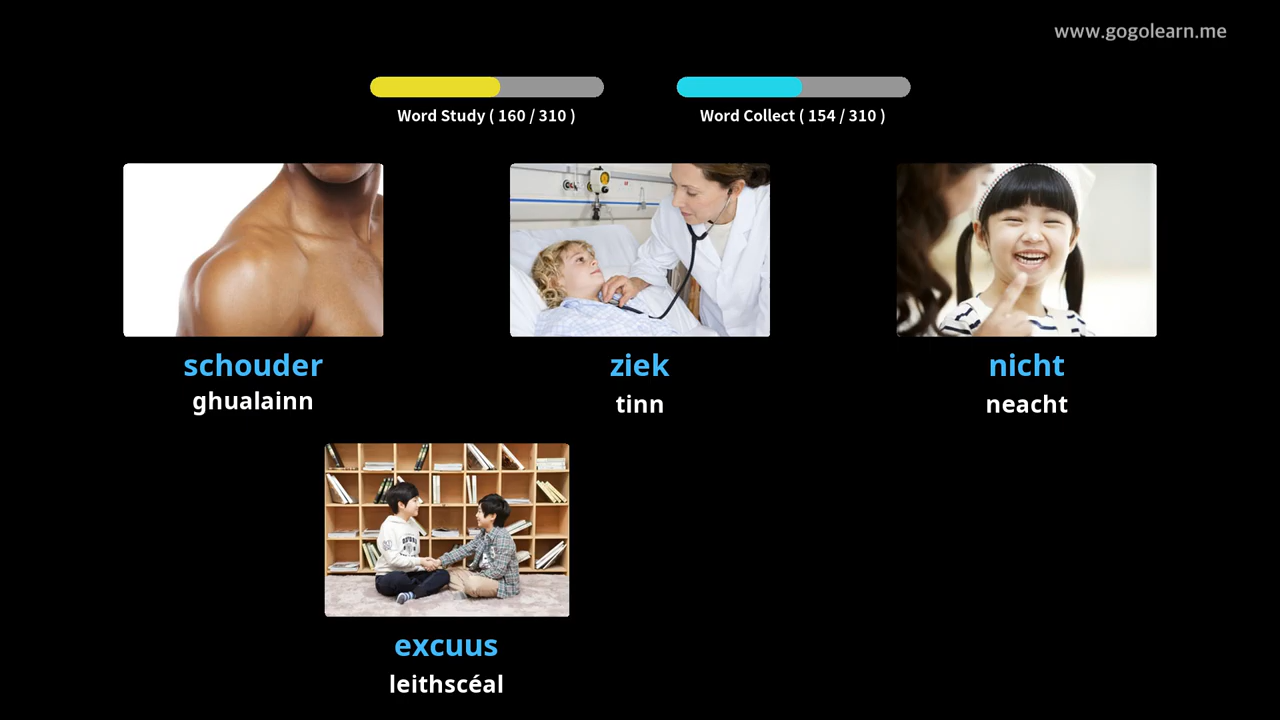 www.gogolearn.me
Word Study ( 160 / 310 )
Word Collect ( 154 / 310 )
schouder
ghualainn
ziek
tinn
nicht
neacht
excuus
leithscéal